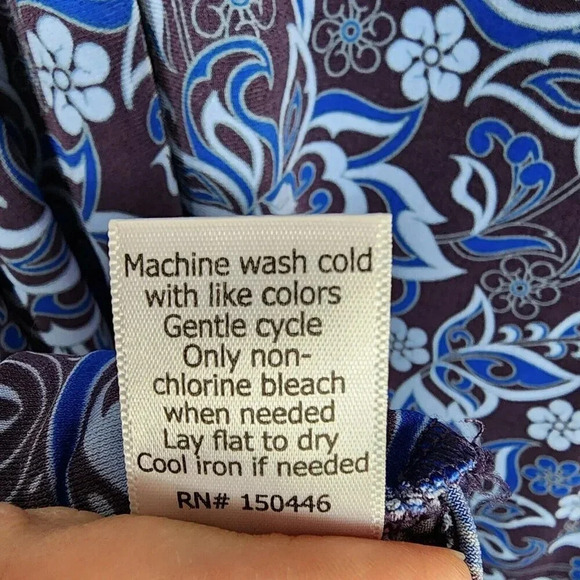 Machine wash cold
with like colors
Gentle cycle
Only non-
chlorine bleach
when needed
Lay flat to dry
Cool iron if needed
RN# 150446